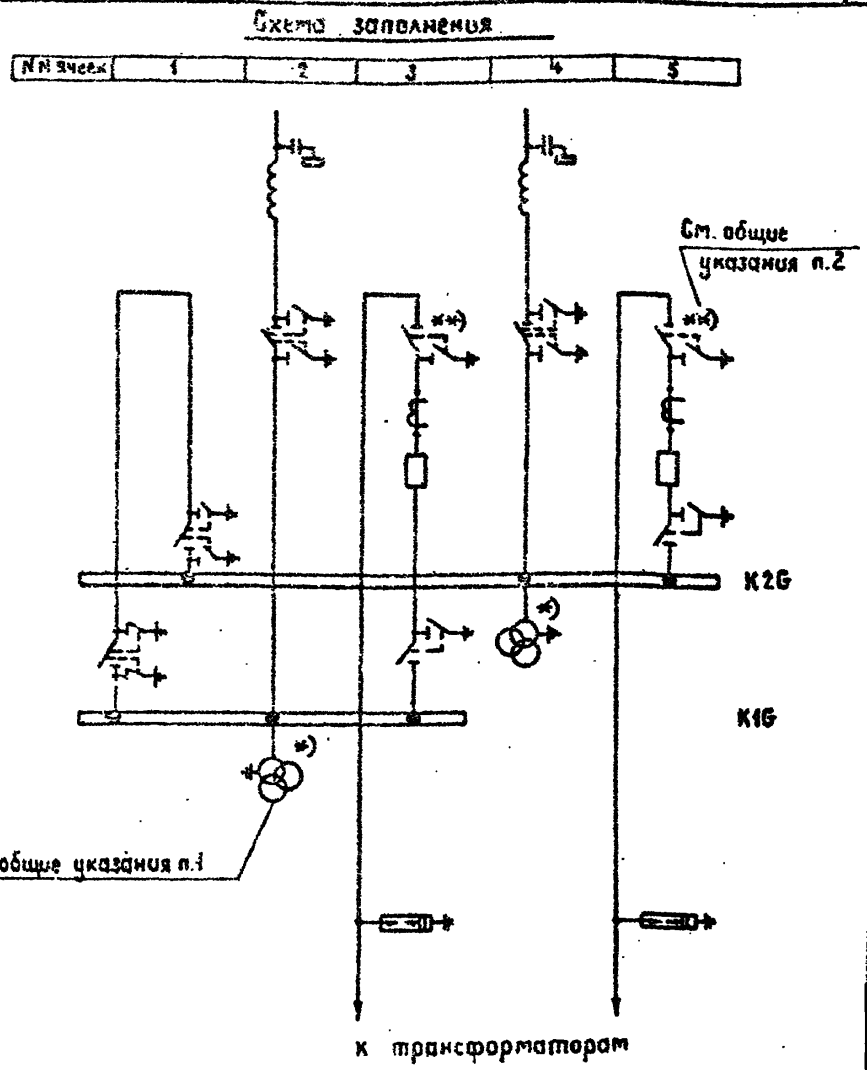 Схема заполнения
NN ячеек 1 2 3 4 5
См. общие
указания п.2
**)
**)
K2G
*)
K1G
*)
общие указания п.1
к трансформаторам